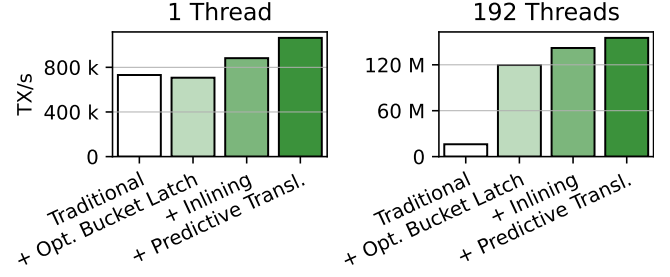 1 Thread
TX/s
800 k
400 k
0
Traditional
+ Opt. Bucket Latch
+ Inlining
+ Predictive Transl.
192 Threads
120 M
60 M
0
Traditional
+ Opt. Bucket Latch
+ Inlining
+ Predictive Transl.